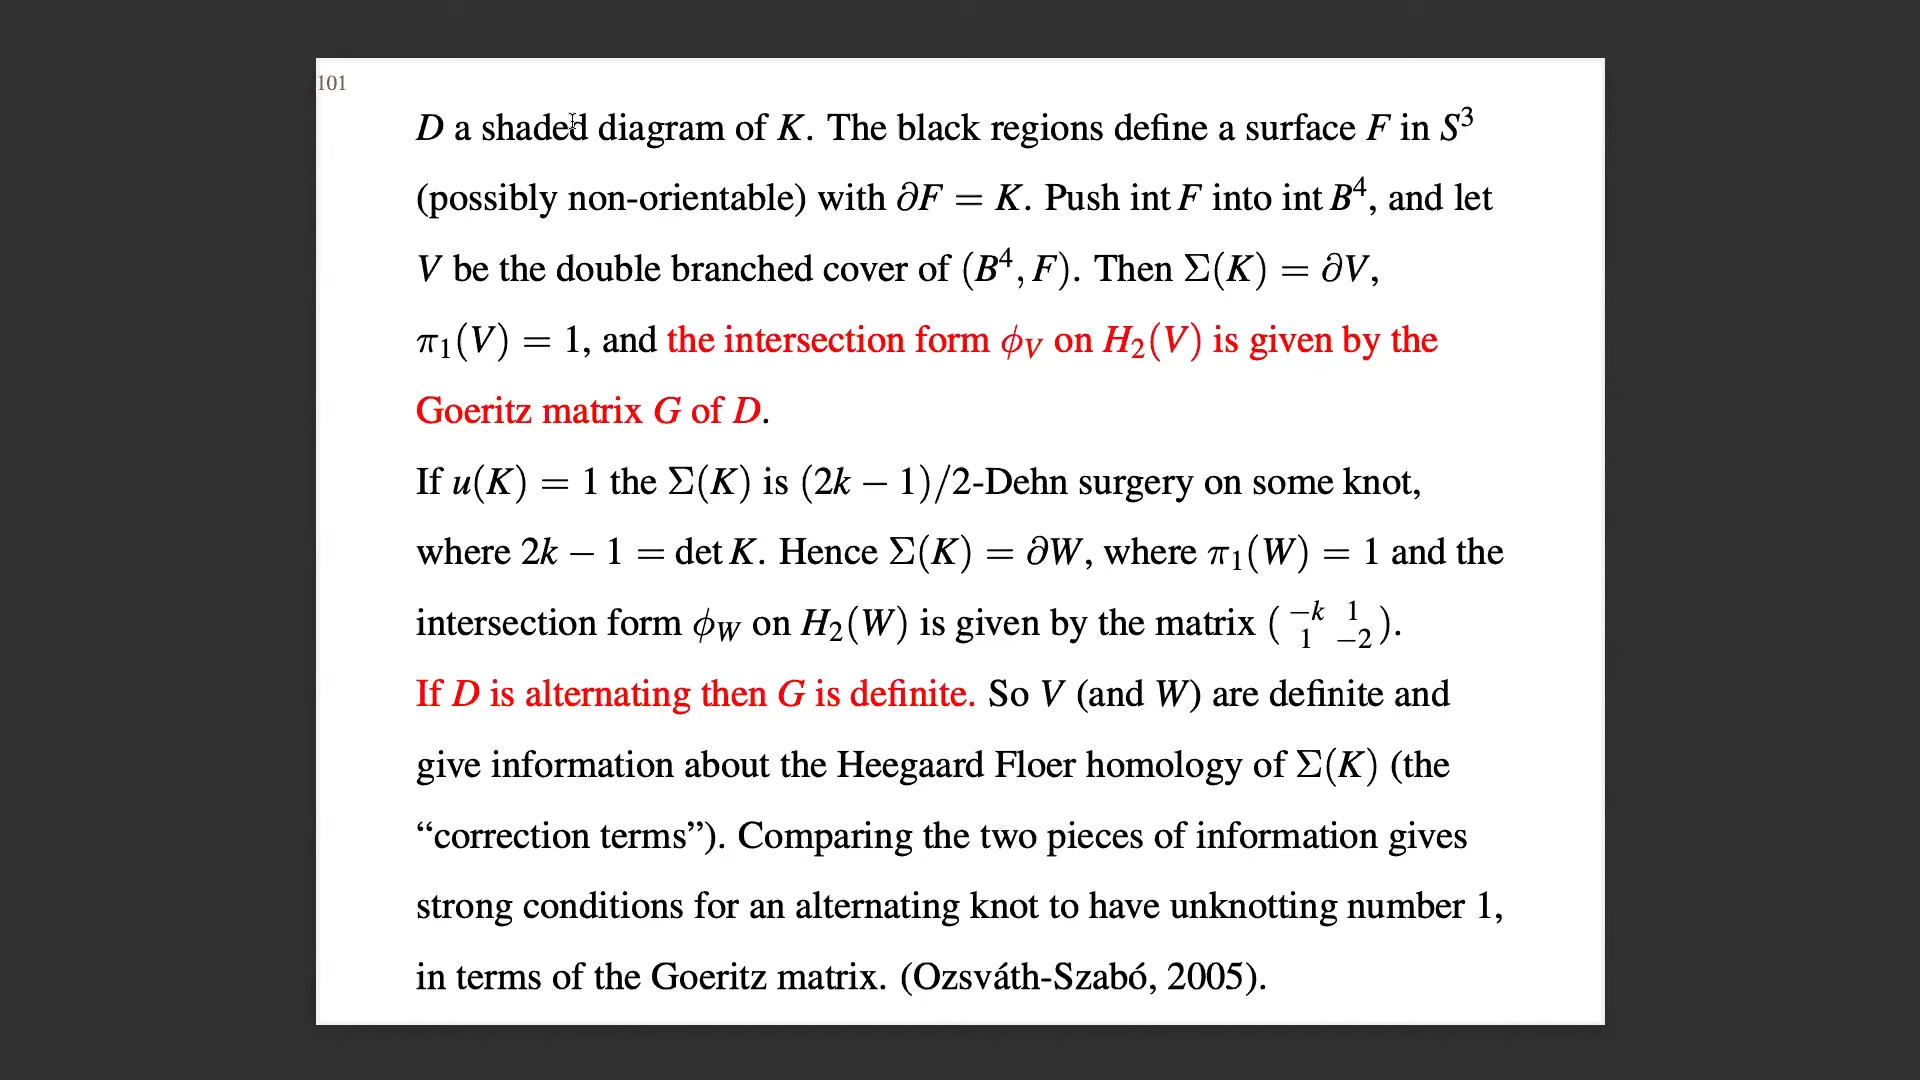 101
D a shaded diagram of K. The black regions define a surface F in S³
(possibly non-orientable) with ∂F = K. Push int F into int B⁴, and let
V be the double branched cover of (B⁴, F). Then Σ(K) = ∂V,
π₁(V) = 1, and the intersection form ϕ_V on H₂(V) is given by the
Goeritz matrix G of D.
If u(K) = 1 the Σ(K) is (2k − 1)/2-Dehn surgery on some knot,
where 2k − 1 = det K. Hence Σ(K) = ∂W, where π₁(W) = 1 and the
intersection form ϕ_W on H₂(W) is given by the matrix ( −k 1 / 1 −2 ).
If D is alternating then G is definite. So V (and W) are definite and
give information about the Heegaard Floer homology of Σ(K) (the
“correction terms”). Comparing the two pieces of information gives
strong conditions for an alternating knot to have unknotting number 1,
in terms of the Goeritz matrix. (Ozsváth-Szabó, 2005).